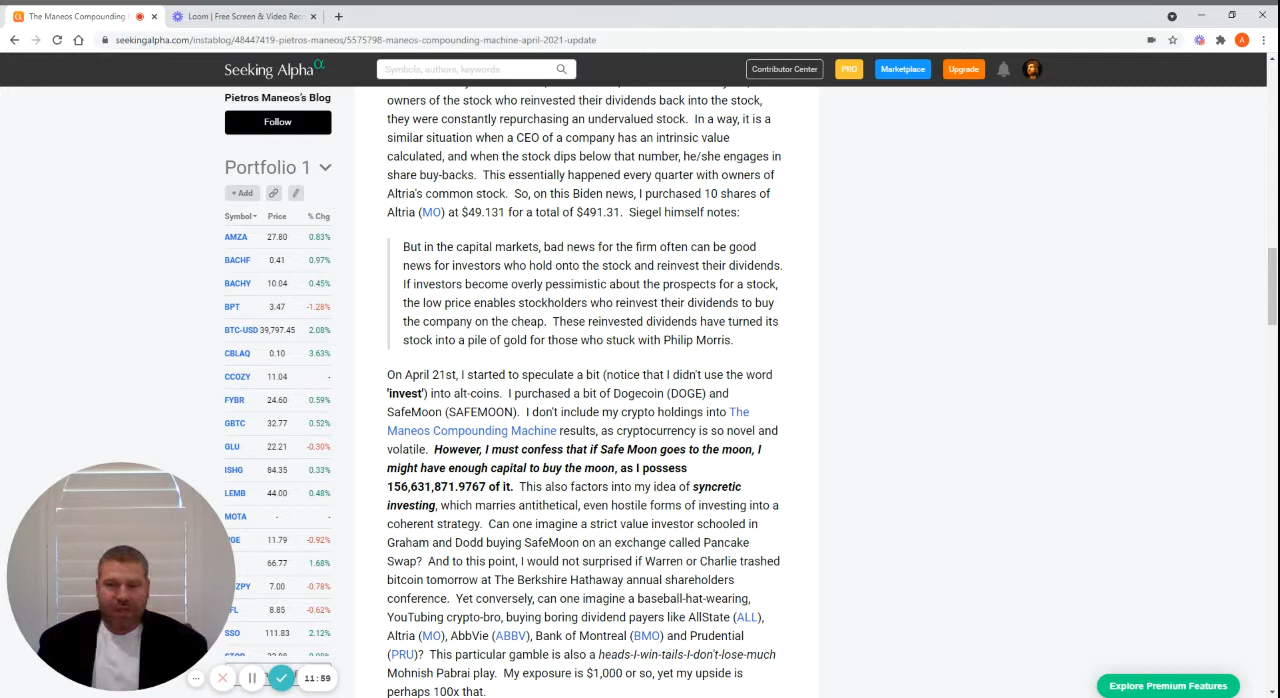 The Maneos Compounding
Loom | Free Screen & Video Rec
seekingalpha.com/instablog/48447419-pietros-maneos/5575798-maneos-compounding-machine-april-2021-update
A
Seeking Alpha α
Symbols, authors, keywords
Contributor Center
PRO
Marketplace
Upgrade
Pietros Maneos's Blog
Follow
Portfolio 1
+ Add
Symbol Price % Chg
AMZA 27.80 0.83%
BACHF 0.41 0.97%
BACHY 10.04 0.45%
BPT 3.47 -1.28%
BTC-USD 39,797.45 2.08%
CBLAQ 0.10 3.63%
CCOZY 11.04 -
FYBR 24.60 0.59%
GBTC 32.77 0.52%
GLU 22.21 -0.30%
ISHG 84.35 0.33%
LEMB 44.00 0.48%
MOTA - -
GE 11.79 -0.92%
66.77 1.68%
ZPY 7.00 -0.78%
FL 8.85 -0.62%
SSO 111.83 2.12%
owners of the stock who reinvested their dividends back into the stock,
they were constantly repurchasing an undervalued stock. In a way, it is a
similar situation when a CEO of a company has an intrinsic value
calculated, and when the stock dips below that number, he/she engages in
share buy-backs. This essentially happened every quarter with owners of
Altria's common stock. So, on this Biden news, I purchased 10 shares of
Altria (MO) at $49.131 for a total of $491.31. Siegel himself notes:
But in the capital markets, bad news for the firm often can be good
news for investors who hold onto the stock and reinvest their dividends.
If investors become overly pessimistic about the prospects for a stock,
the low price enables stockholders who reinvest their dividends to buy
the company on the cheap. These reinvested dividends have turned its
stock into a pile of gold for those who stuck with Philip Morris.
On April 21st, I started to speculate a bit (notice that I didn't use the word
'invest') into alt-coins. I purchased a bit of Dogecoin (DOGE) and
SafeMoon (SAFEMOON). I don't include my crypto holdings into The
Maneos Compounding Machine results, as cryptocurrency is so novel and
volatile. However, I must confess that if Safe Moon goes to the moon, I
might have enough capital to buy the moon, as I possess
156,631,871.9767 of it. This also factors into my idea of syncretic
investing, which marries antithetical, even hostile forms of investing into a
coherent strategy. Can one imagine a strict value investor schooled in
Graham and Dodd buying SafeMoon on an exchange called Pancake
Swap? And to this point, I would not surprised if Warren or Charlie trashed
bitcoin tomorrow at The Berkshire Hathaway annual shareholders
conference. Yet conversely, can one imagine a baseball-hat-wearing,
YouTubing crypto-bro, buying boring dividend payers like AllState (ALL),
Altria (MO), AbbVie (ABBV), Bank of Montreal (BMO) and Prudential
(PRU)? This particular gamble is also a heads-I-win-tails-I-don't-lose-much
Mohnish Pabrai play. My exposure is $1,000 or so, yet my upside is
perhaps 100x that.
11:59
Explore Premium Features